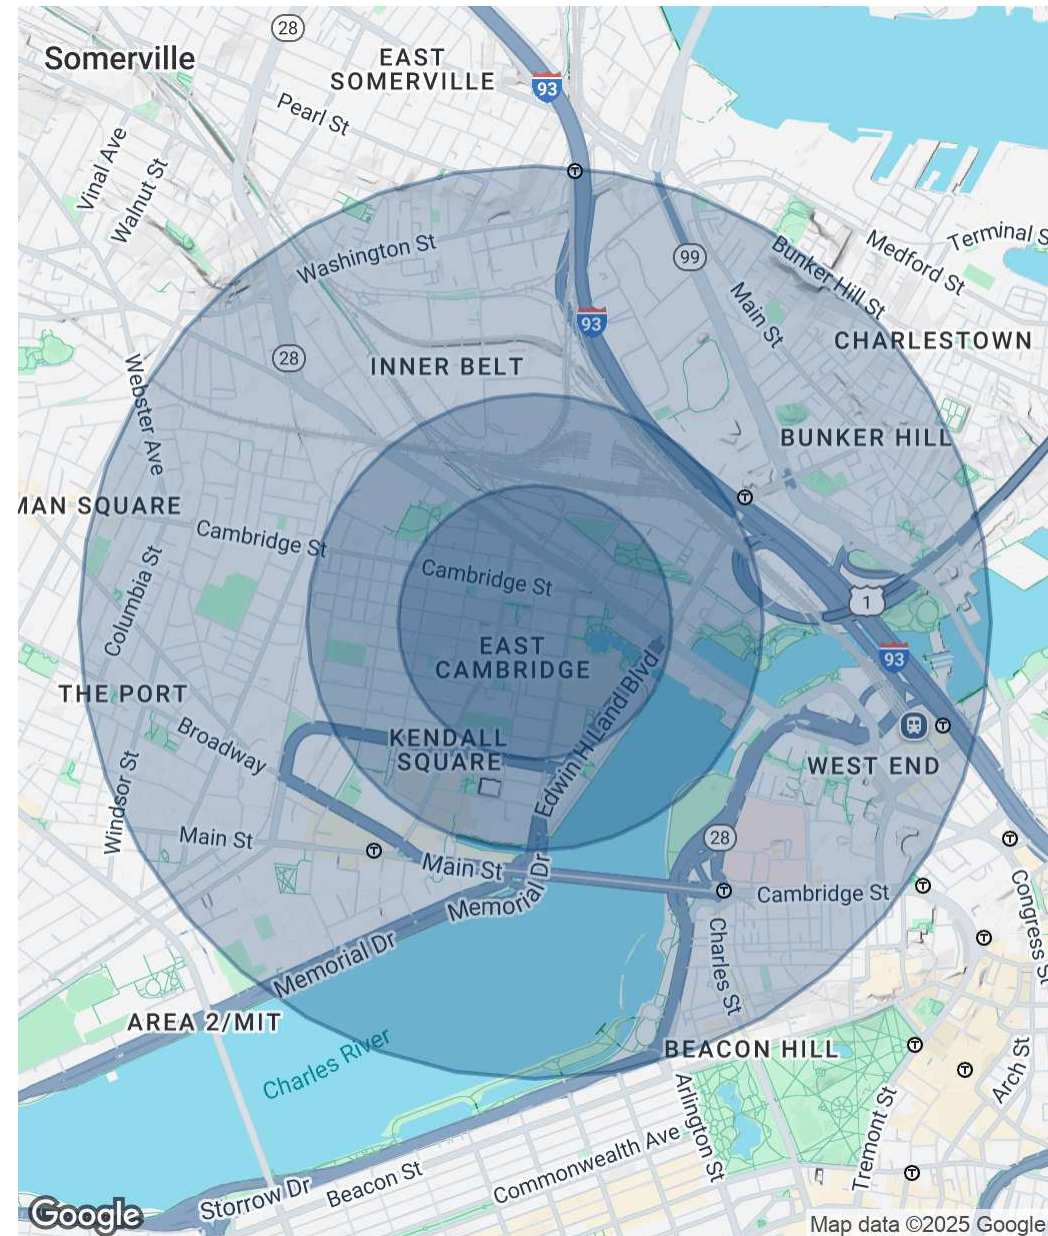 28
Somerville
EAST
SOMERVILLE
93
Pearl St
Vinal Ave
Walnut St
Washington St
99
Bunker Hill St
Medford St
Terminal S
Main St
93
28
INNER BELT
CHARLESTOWN
Webster Ave
BUNKER HILL
MAN SQUARE
Cambridge St
Columbia St
Cambridge St
1
EAST
CAMBRIDGE
93
THE PORT
Edwin H Land Blvd
Broadway
KENDALL
SQUARE
WEST END
Windsor St
Main St
28
Main St
Memorial Dr
Cambridge St
Congress St
Charles St
Memorial Dr
AREA 2/MIT
Charles River
BEACON HILL
Arlington St
Arch St
Tremont St
Commonwealth Ave
Beacon St
Storrow Dr
Google
Map data ©2025 Google